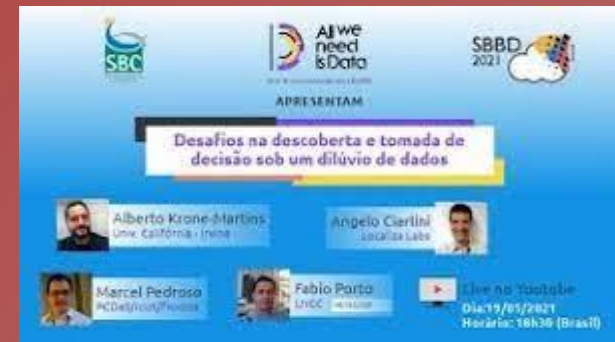 SBC
All we
need
is Data
SBBD
2021
APRESENTAM
Desafios na descoberta e tomada de
decisão sob um dilúvio de dados
Alberto Krone-Martins
Univ. Califórnia - Irvine
Angelo Ciarlini
Localiza Labs
Marcel Pedroso
Fabio Porto
LNCC
Live no Youtube
Dia:19/05/2021
Horário: 18h30 (Brasil)